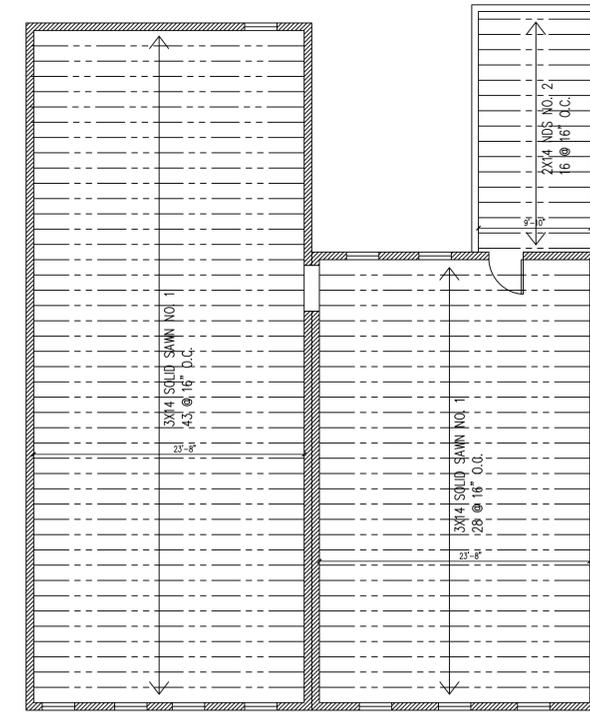 2X14 NDS NO. 2
16 @ 16" O.C.
9'-10"
3X14 SOLID SAWN NO. 1
43 @ 16" O.C.
23'-8"
3X14 SOLID SAWN NO. 1
28 @ 16" O.C.
23'-8"